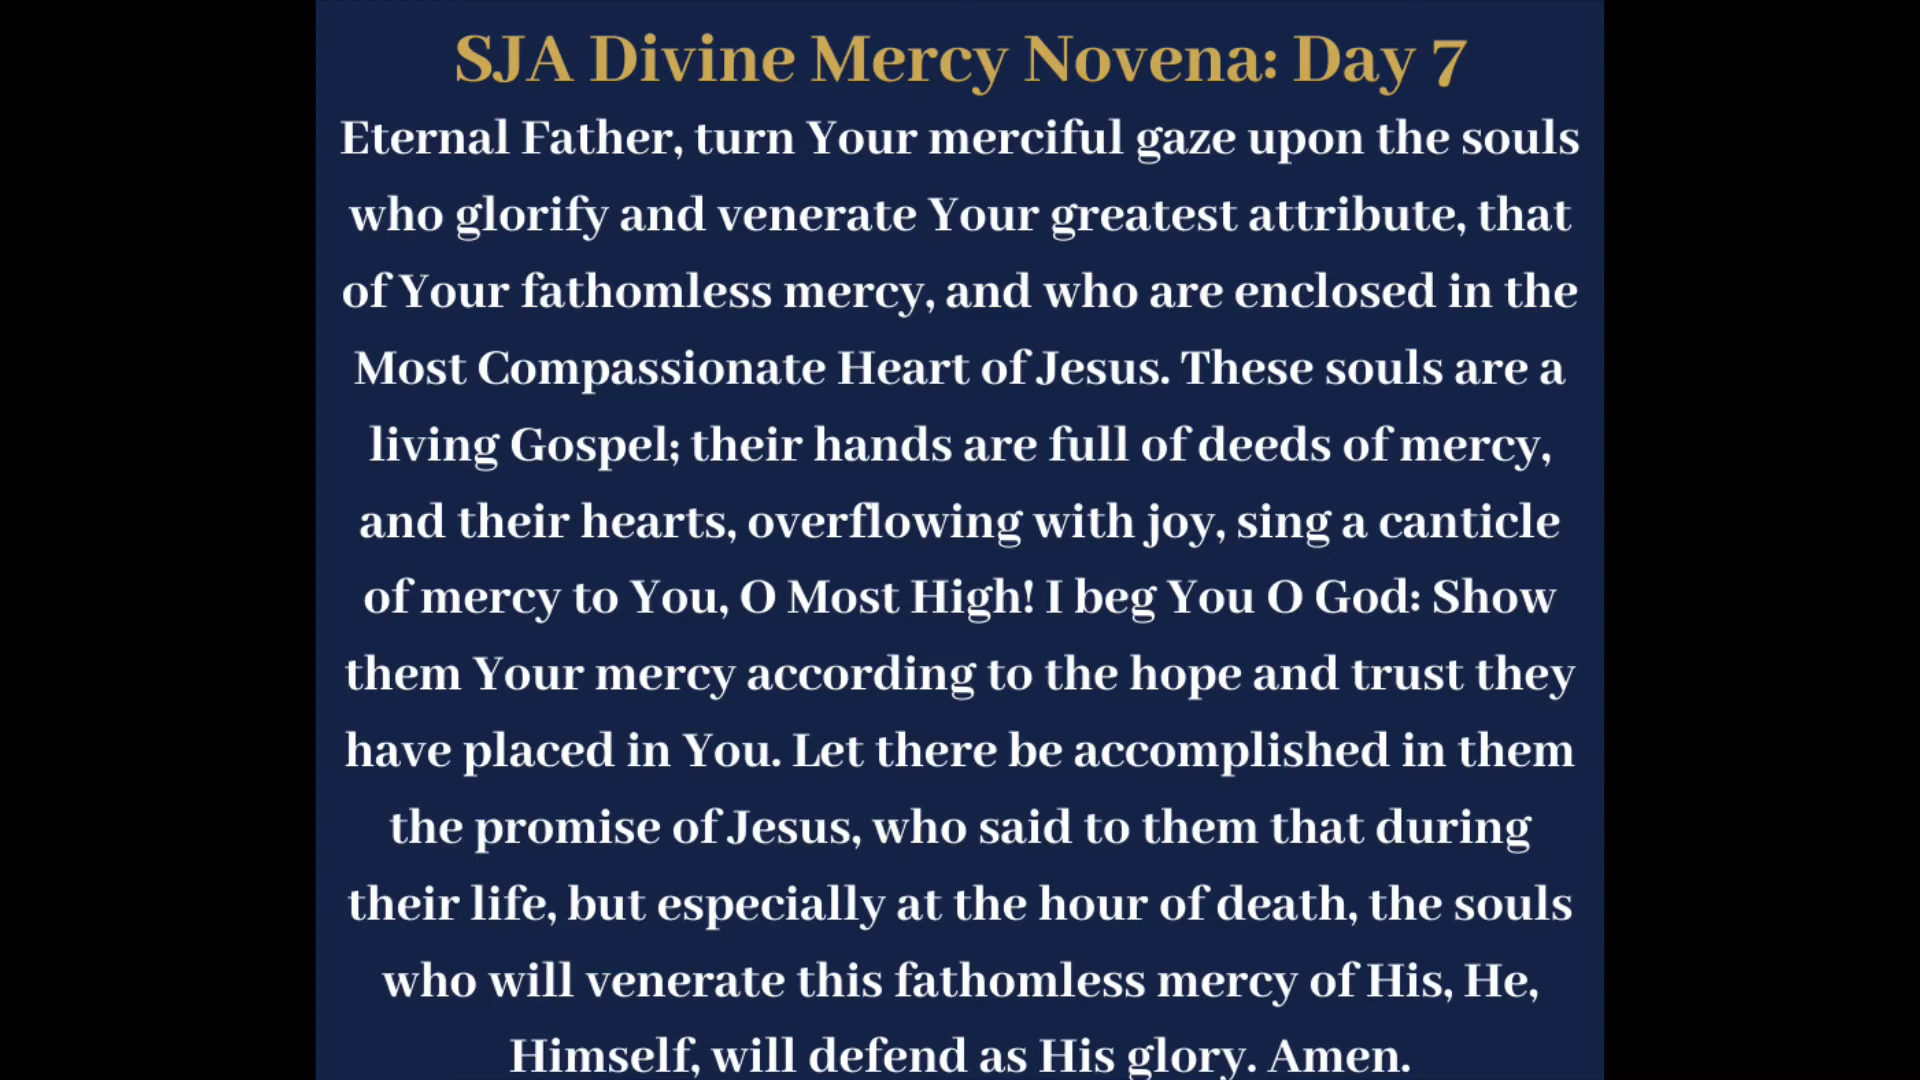 SJA Divine Mercy Novena: Day 7
Eternal Father, turn Your merciful gaze upon the souls
who glorify and venerate Your greatest attribute, that
of Your fathomless mercy, and who are enclosed in the
Most Compassionate Heart of Jesus. These souls are a
living Gospel; their hands are full of deeds of mercy,
and their hearts, overflowing with joy, sing a canticle
of mercy to You, O Most High! I beg You O God: Show
them Your mercy according to the hope and trust they
have placed in You. Let there be accomplished in them
the promise of Jesus, who said to them that during
their life, but especially at the hour of death, the souls
who will venerate this fathomless mercy of His, He,
Himself, will defend as His glory. Amen.